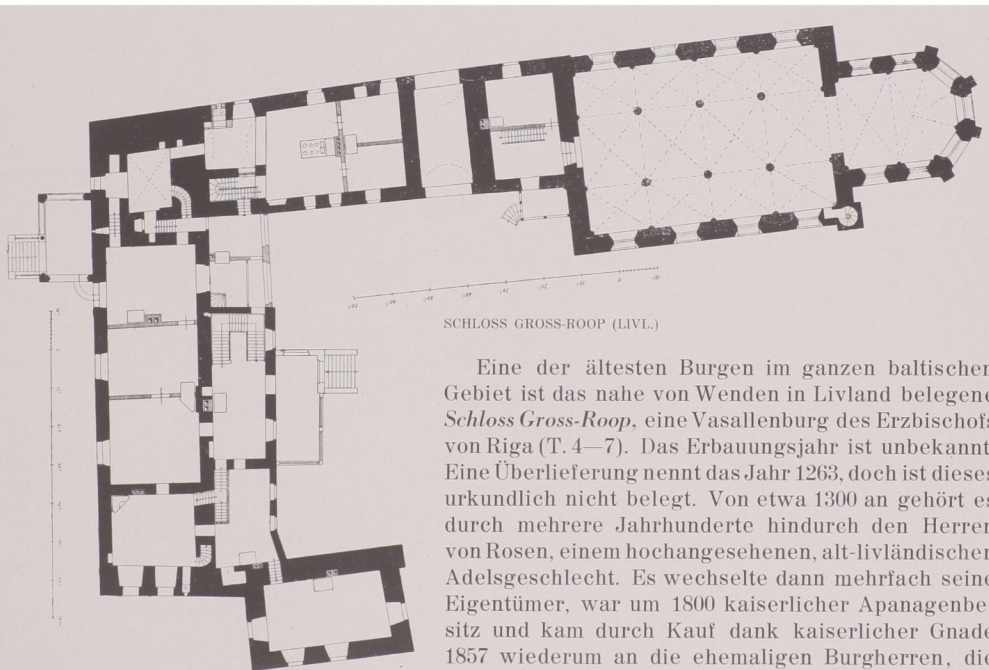 SCHLOSS GROSS-ROOP (LIVL.)
Eine der ältesten Burgen im ganzen baltischen
Gebiet ist das nahe von Wenden in Livland belegene
Schloss Gross-Roop, eine Vasallenburg des Erzbischofs
von Riga (T. 4—7). Das Erbauungsjahr ist unbekannt
Eine Überlieferung nennt das Jahr 1263, doch ist dieses
urkundlich nicht belegt. Von etwa 1300 an gehört es
durch mehrere Jahrhunderte hindurch den Herren
von Rosen, einem hochangesehenen, alt-livländischen
Adelsgeschlecht. Es wechselte dann mehrfach seine
Eigentümer, war um 1800 kaiserlicher Apanagenbe-
sitz und kam durch Kauf dank kaiserlicher Gnade
1857 wiederum an die ehemaligen Burgherren, die